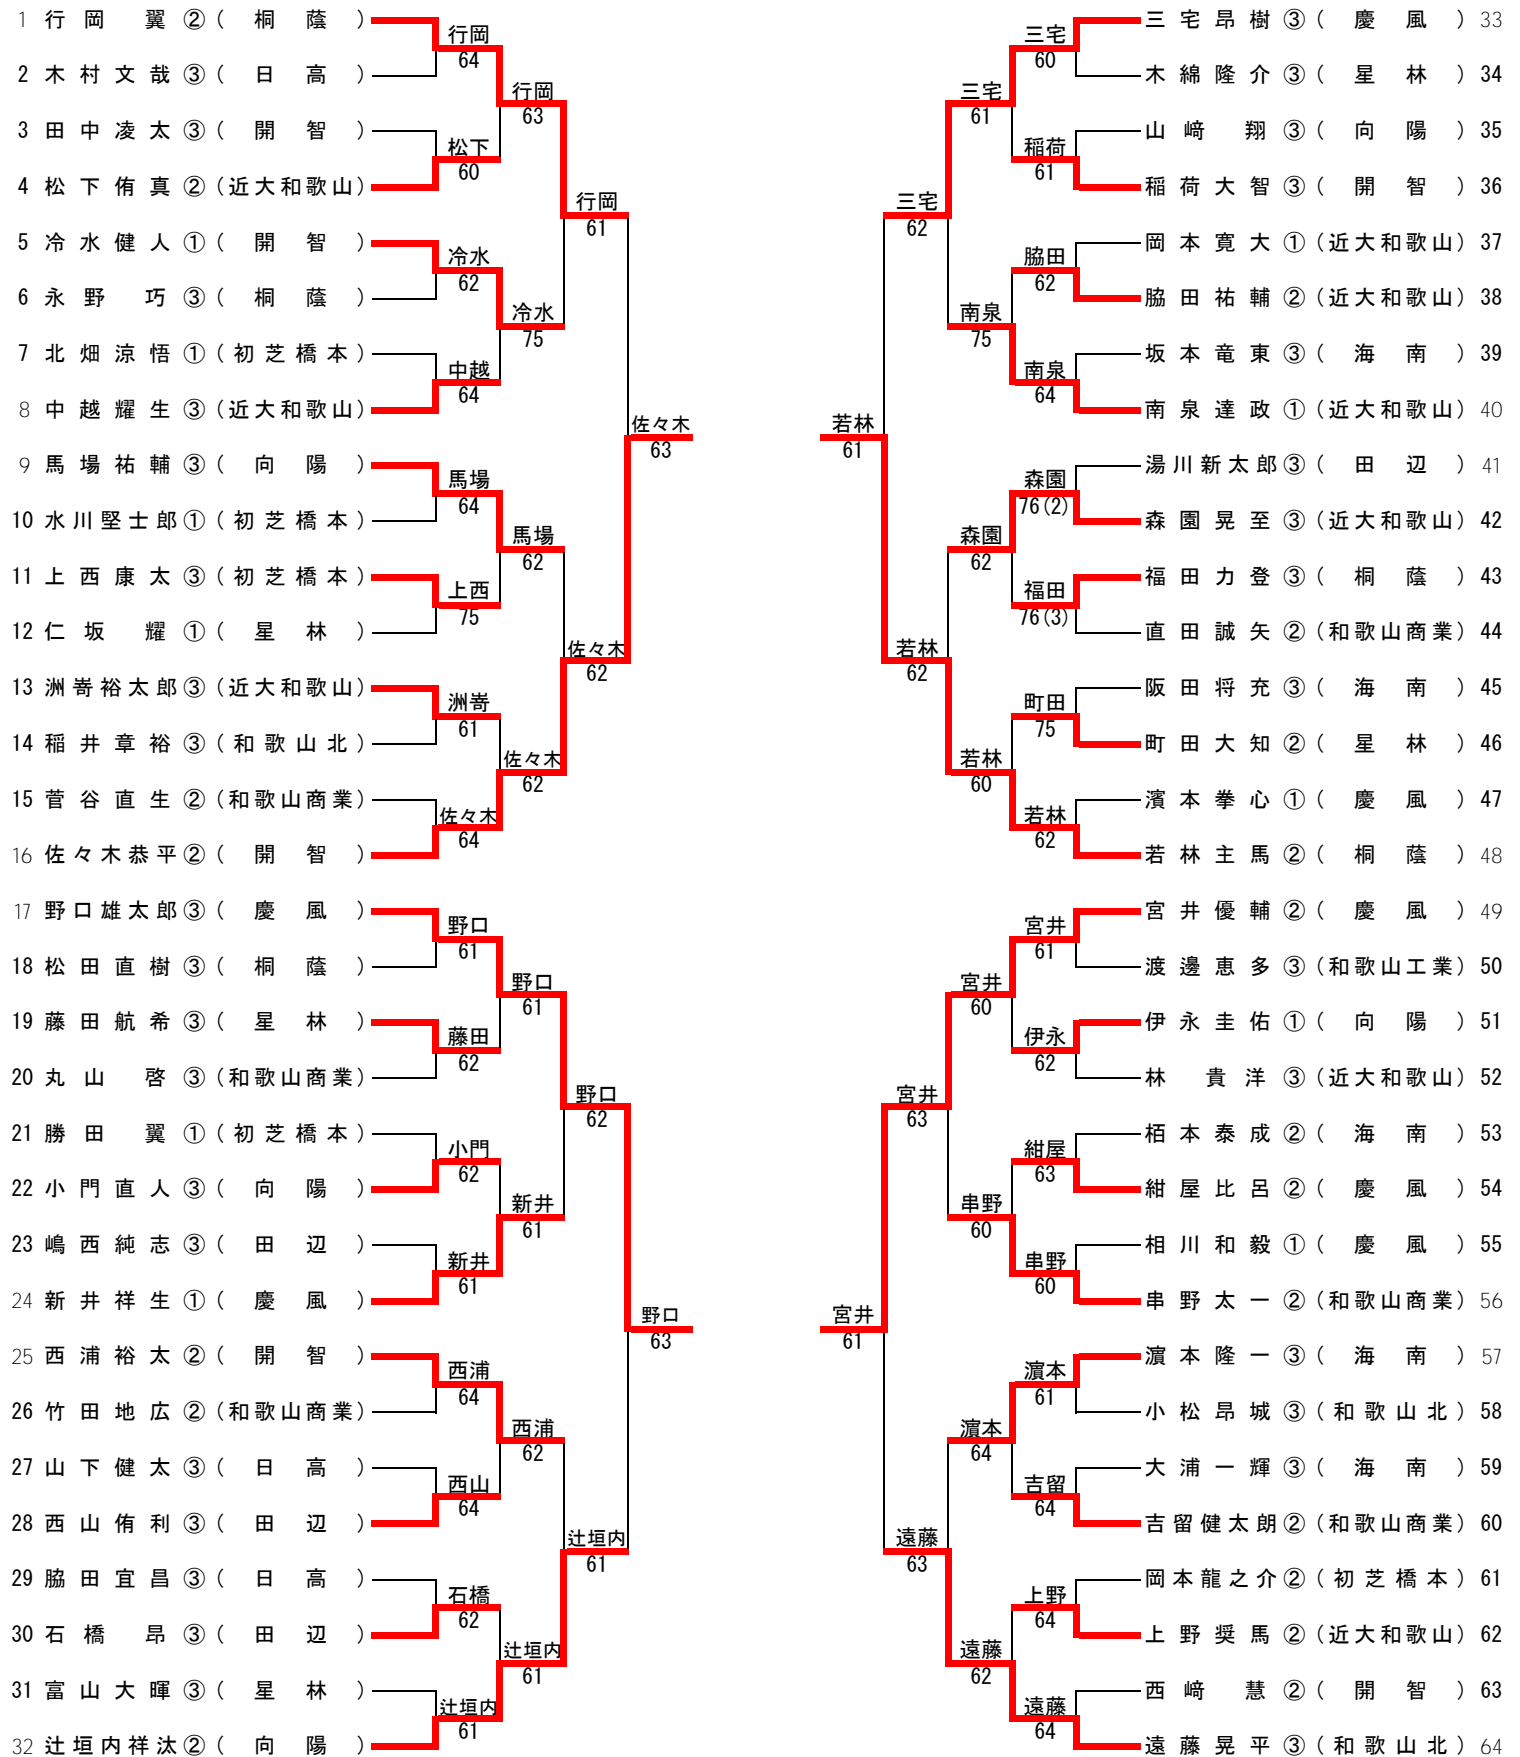 1 行岡 翼 ② ( 桐蔭 )
2 木村文哉 ③ ( 日高 )
3 田中凌太 ③ ( 開智 )
4 松下侑真 ② (近大和歌山)
5 冷水健人 ① ( 開智 )
6 永野 巧 ③ ( 桐蔭 )
7 北畑涼悟 ① (初芝橋本)
8 中越耀生 ③ (近大和歌山)
9 馬場祐輔 ③ ( 向陽 )
10 水川堅士郎 ① (初芝橋本)
11 上西康太 ③ (初芝橋本)
12 仁坂 耀 ① ( 星林 )
13 洲嵜裕太郎 ③ (近大和歌山)
14 稲井章裕 ③ (和歌山北)
15 菅谷直生 ② (和歌山商業)
16 佐々木恭平 ② ( 開智 )
17 野口雄太郎 ③ ( 慶風 )
18 松田直樹 ③ ( 桐蔭 )
19 藤田航希 ③ ( 星林 )
20 丸山 啓 ③ (和歌山商業)
21 勝田 翼 ① (初芝橋本)
22 小門直人 ③ ( 向陽 )
23 嶋西純志 ③ ( 田辺 )
24 新井祥生 ① ( 慶風 )
25 西浦裕太 ② ( 開智 )
26 竹田地広 ② (和歌山商業)
27 山下健太 ③ ( 日高 )
28 西山侑利 ③ ( 田辺 )
29 脇田宜昌 ③ ( 日高 )
30 石橋 昂 ③ ( 田辺 )
31 富山大暉 ③ ( 星林 )
32 辻垣内祥汰 ② ( 向陽 )
行岡
64
松下
60
冷水
62
中越
64
馬場
64
上西
75
洲嵜
61
佐々木
64
野口
61
藤田
62
小門
62
新井
61
西浦
64
西山
64
石橋
62
辻垣内
61
行岡
63
冷水
75
馬場
62
佐々木
62
野口
61
新井
61
西浦
62
辻垣内
61
行岡
61
佐々木
62
野口
62
辻垣内
61
佐々木
63
野口
63
若林
61
宮井
61
三宅
62
若林
62
宮井
63
遠藤
63
三宅
61
南泉
75
森園
62
若林
60
宮井
60
串野
60
濵本
64
遠藤
62
三宅
60
稲荷
61
脇田
62
南泉
64
森園
76(2)
福田
76(3)
町田
75
若林
62
宮井
61
伊永
62
紺屋
63
串野
60
濵本
61
吉留
64
上野
64
遠藤
64
三宅昂樹 ③ ( 慶風 ) 33
木綿隆介 ③ ( 星林 ) 34
山﨑 翔 ③ ( 向陽 ) 35
稲荷大智 ③ ( 開智 ) 36
岡本寛大 ① (近大和歌山) 37
脇田祐輔 ② (近大和歌山) 38
坂本竜東 ③ ( 海南 ) 39
南泉達政 ① (近大和歌山) 40
湯川新太郎 ③ ( 田辺 ) 41
森園晃至 ③ (近大和歌山) 42
福田力登 ③ ( 桐蔭 ) 43
直田誠矢 ② (和歌山商業) 44
阪田将充 ③ ( 海南 ) 45
町田大知 ② ( 星林 ) 46
濱本拳心 ① ( 慶風 ) 47
若林主馬 ② ( 桐蔭 ) 48
宮井優輔 ② ( 慶風 ) 49
渡邊恵多 ③ (和歌山工業) 50
伊永圭佑 ① ( 向陽 ) 51
林 貴洋 ③ (近大和歌山) 52
栢本泰成 ② ( 海南 ) 53
紺屋比呂 ② ( 慶風 ) 54
相川和毅 ① ( 慶風 ) 55
串野太一 ② (和歌山商業) 56
濵本隆一 ③ ( 海南 ) 57
小松昂城 ③ (和歌山北) 58
大浦一輝 ③ ( 海南 ) 59
吉留健太朗 ② (和歌山商業) 60
岡本龍之介 ② (初芝橋本) 61
上野奨馬 ② (近大和歌山) 62
西﨑 慧 ② ( 開智 ) 63
遠藤晃平 ③ (和歌山北) 64